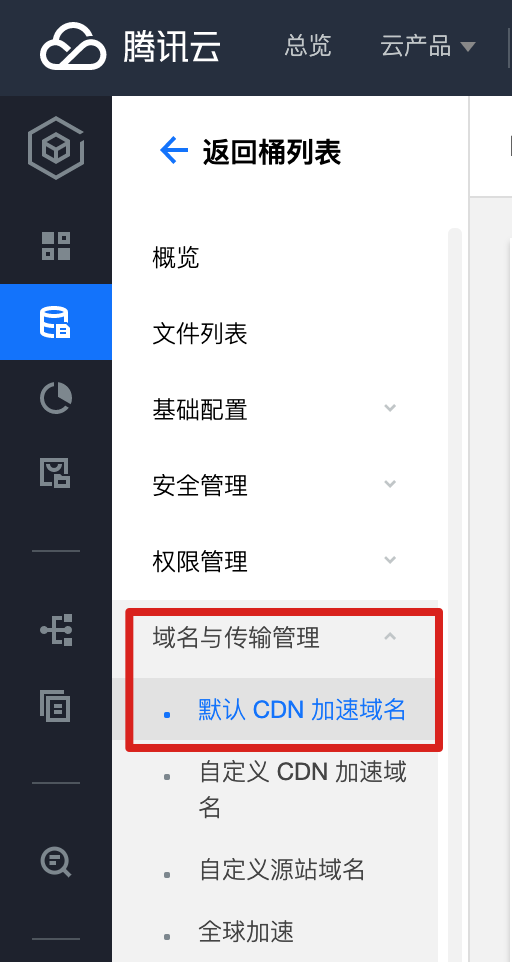 腾讯云 总览 云产品
返回桶列表
概览
文件列表
基础配置
安全管理
权限管理
域名与传输管理
默认 CDN 加速域名
自定义 CDN 加速域
名
自定义源站域名
全球加速